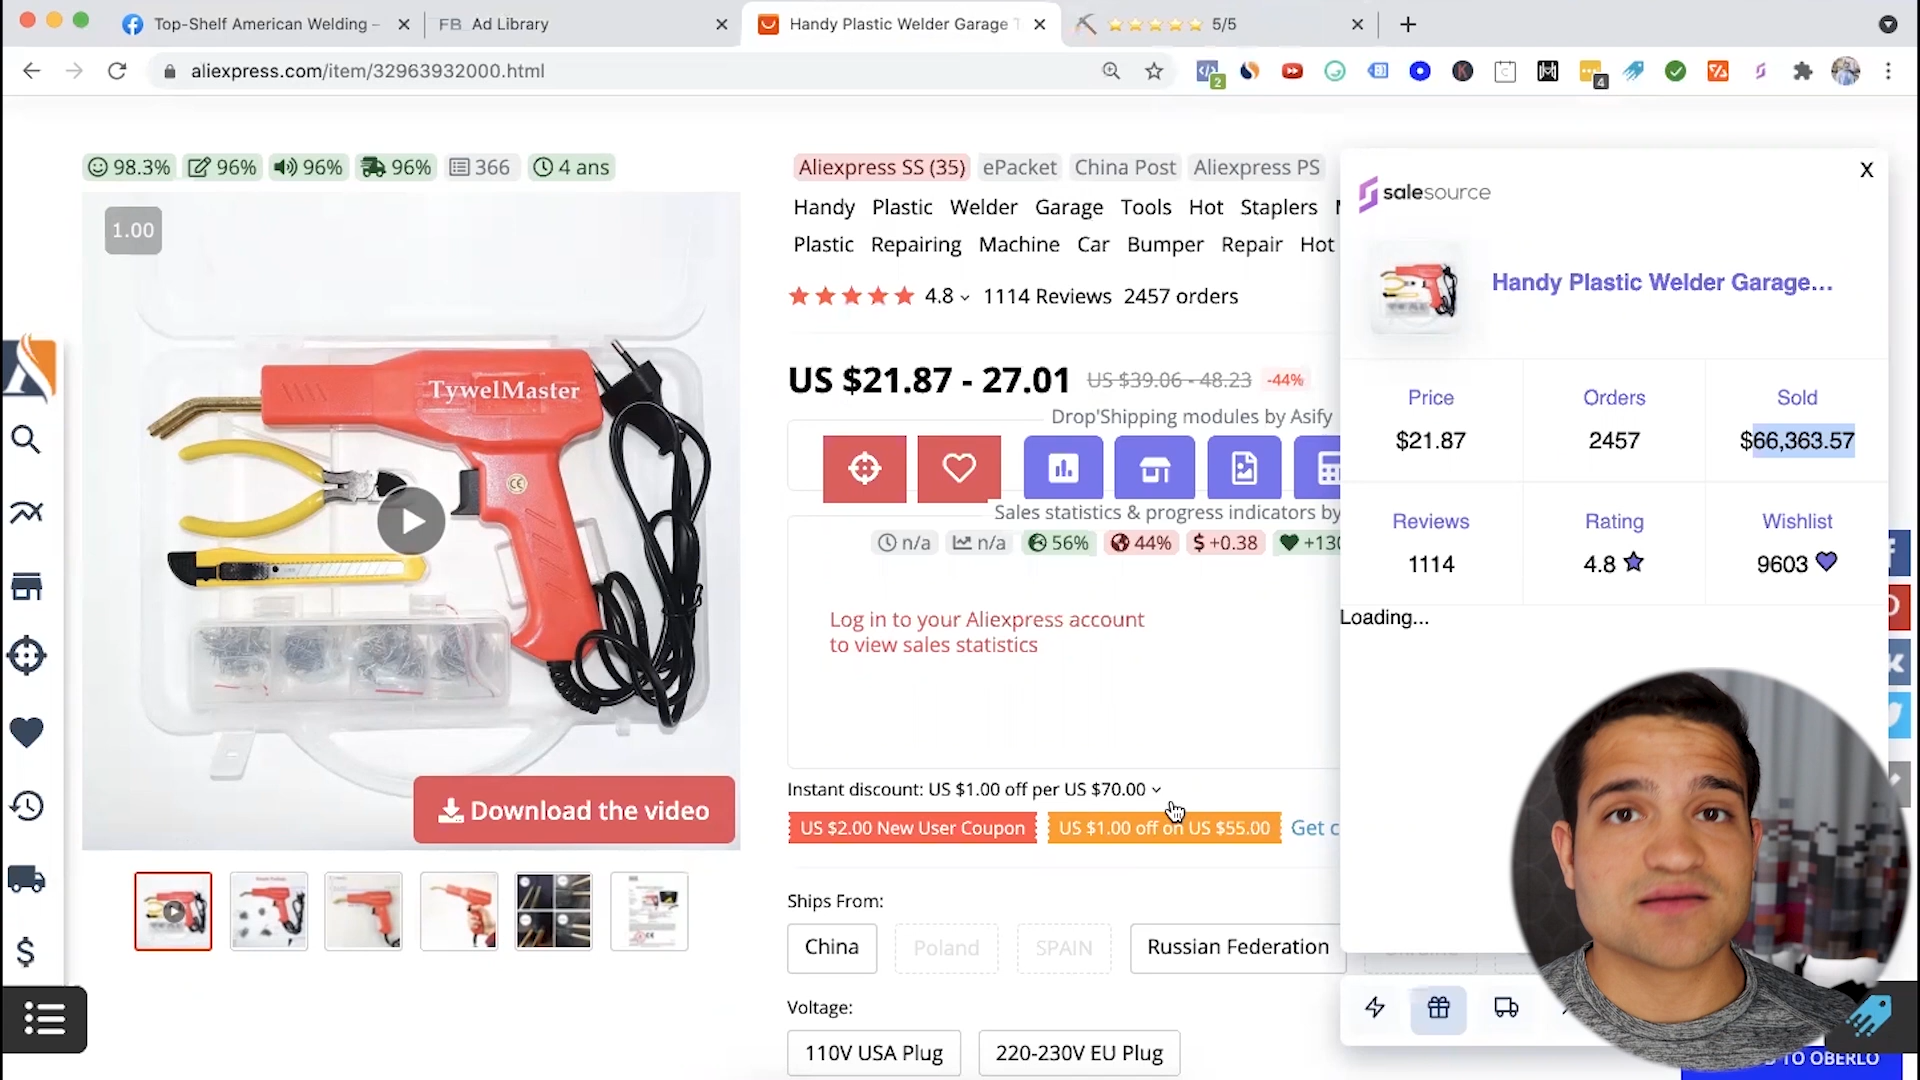 Top-Shelf American Welding –
FB Ad Library
Handy Plastic Welder Garage T
5/5
aliexpress.com/item/32963932000.html
2
4
98.3% 96% 96% 96% 366 4 ans
1.00
TywelMaster
CE
Download the video
Aliexpress SS (35) ePacket China Post Aliexpress PS
Handy Plastic Welder Garage Tools Hot Staplers
Plastic Repairing Machine Car Bumper Repair Hot
4.8 1114 Reviews 2457 orders
US $21.87 - 27.01 US $39.06 - 48.23 -44%
Drop'Shipping modules by Asify
Sales statistics & progress indicators by
n/a n/a 56% 44% $ +0.38 +130
Log in to your Aliexpress account
to view sales statistics
Instant discount: US $1.00 off per US $70.00
US $2.00 New User Coupon US $1.00 off on US $55.00 Get c
Ships From:
China Poland SPAIN Russian Federation
Voltage:
110V USA Plug 220-230V EU Plug
X
salesource
Handy Plastic Welder Garage...
Price Orders Sold
$21.87 2457 $66,363.57
Reviews Rating Wishlist
1114 4.8 9603
Loading...
TO OBERLO